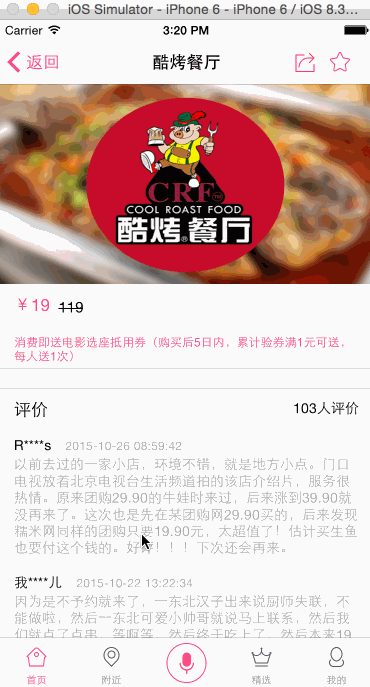 iOS Simulator - iPhone 6 - iPhone 6 / iOS 8.3...
Carrier 3:20 PM
返回 酷烤餐厅
CRF TM
COOL ROAST FOOD
酷烤餐厅
¥19 119
消费即送电影选座抵用券（购买后5日内，累计验券满1元可送，
每人送1次）
评价 103人评价
R****s 2015-10-26 08:59:42
以前去过的一家小店，环境不错，就是地方小点。门口
电视放着北京电视台生活频道拍的该店介绍片，服务很
热情。原来团购29.90的牛娃时来过，后来涨到39.90就
没再来了。这次也是先在某团购网29.90买的，后来发现
糯米网同样的团购只要19.90元，太超值了！估计买生鱼
也要付这个钱的。好吃！！！下次还会再来。
我****儿 2015-10-22 13:22:34
因为是不予约就来了，一东北汉子出来说厨师失联，不
能做啦，然后一东北可爱小帅哥就说马上联系，然后我
们就点了点串，等啊等，然后终于吃上了，然后本来19
首页 附近 精选 我的